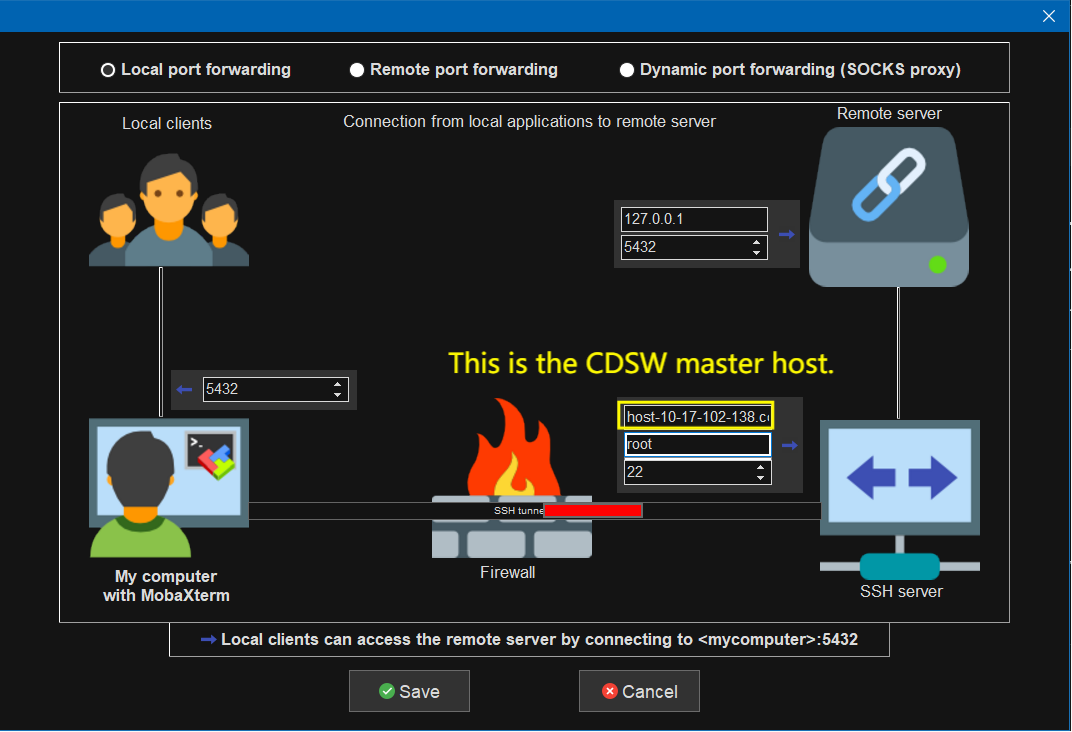 Local port forwarding
Remote port forwarding
Dynamic port forwarding (SOCKS proxy)
Local clients
Connection from local applications to remote server
Remote server
127.0.0.1
5432
This is the CDSW master host.
5432
host-10-17-102-138.c
root
22
>_
SSH tunne
Firewall
My computer
with MobaXterm
SSH server
Local clients can access the remote server by connecting to <mycomputer>:5432
Save
Cancel